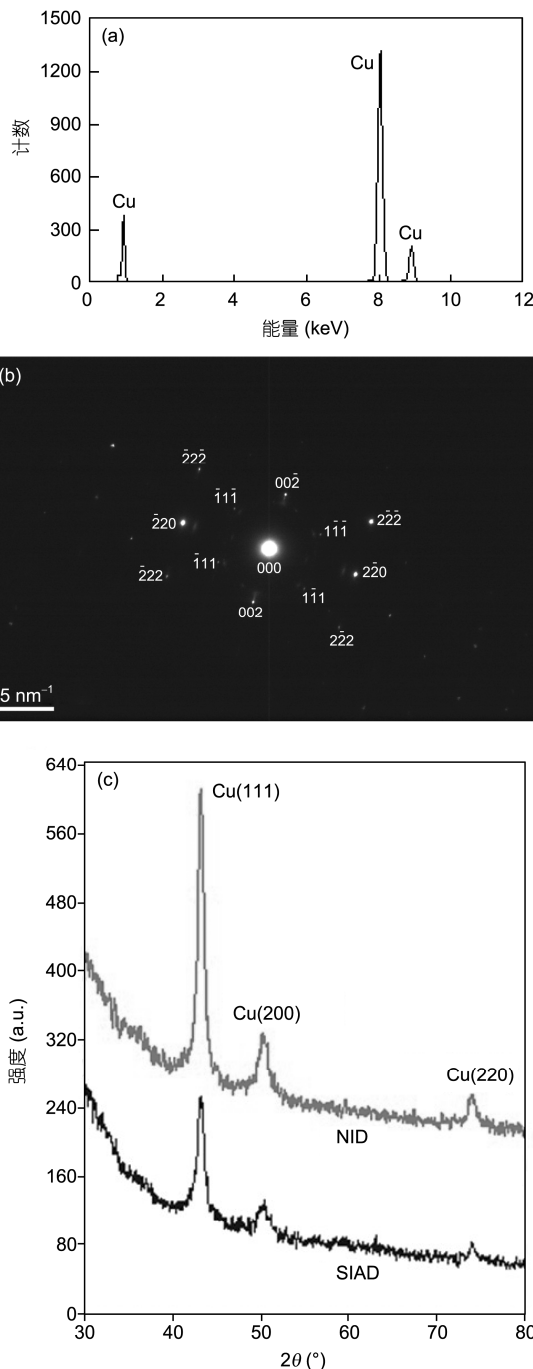 (a)
1500
1200
900
600
300
0
计数
Cu
Cu
Cu
0 2 4 6 8 10 12
能量 (keV)
(b)
2̄22̄
002̄
1̄11̄
2̄20
11̄1̄
22̄2̄
1̄11
000
22̄0
2̄22
002
11̄1
22̄2
5 nm⁻¹
(c)
640
560
480
400
320
240
160
80
0
强度 (a.u.)
Cu(111)
Cu(200)
Cu(220)
NID
SIAD
30 40 50 60 70 80
2θ (°)